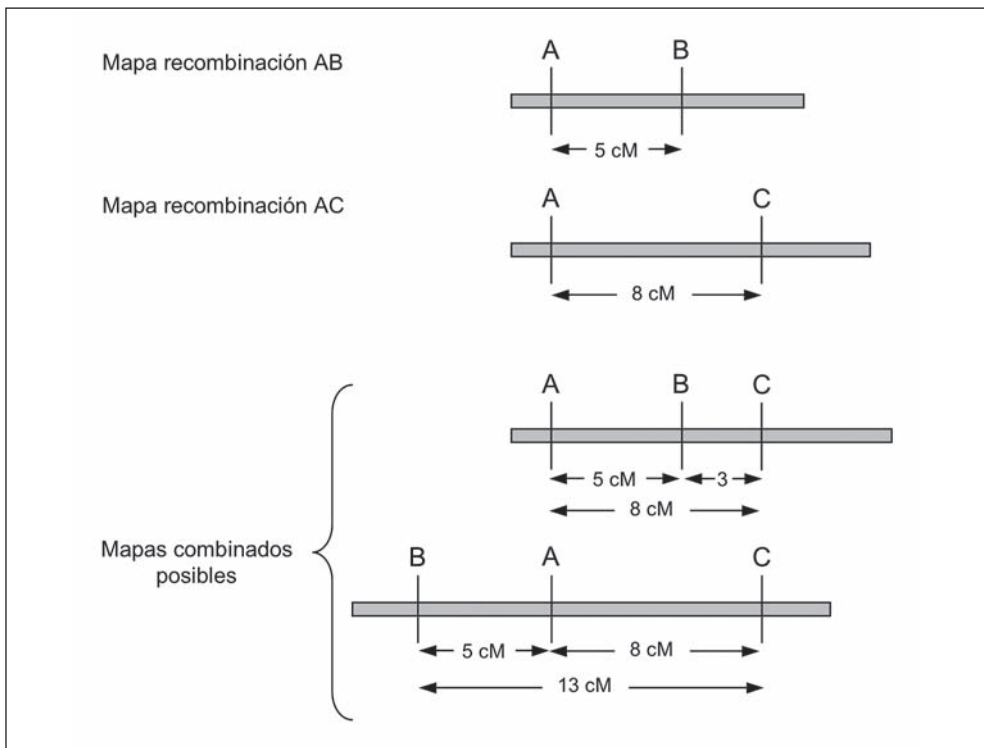 Mapa recombinación AB
A B
5 cM
Mapa recombinación AC
A C
8 cM
Mapas combinados
posibles
A B C
5 cM 3
8 cM
B A C
5 cM 8 cM
13 cM